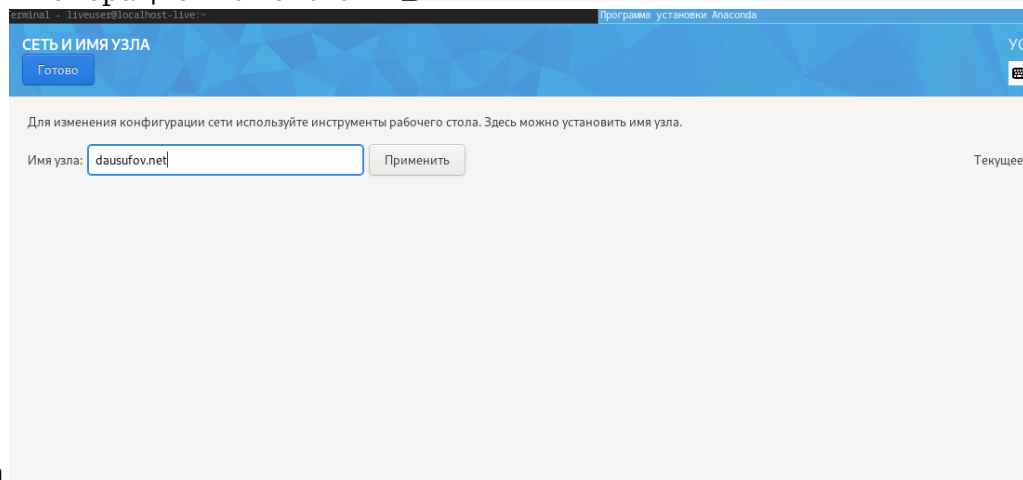 erminal - liveuser@localhost-live:~
Программа установки Anaconda
СЕТЬ И ИМЯ УЗЛА
Готово
Для изменения конфигурации сети используйте инструменты рабочего стола. Здесь можно установить имя узла.
Имя узла: dausufov.net Применить Текущее